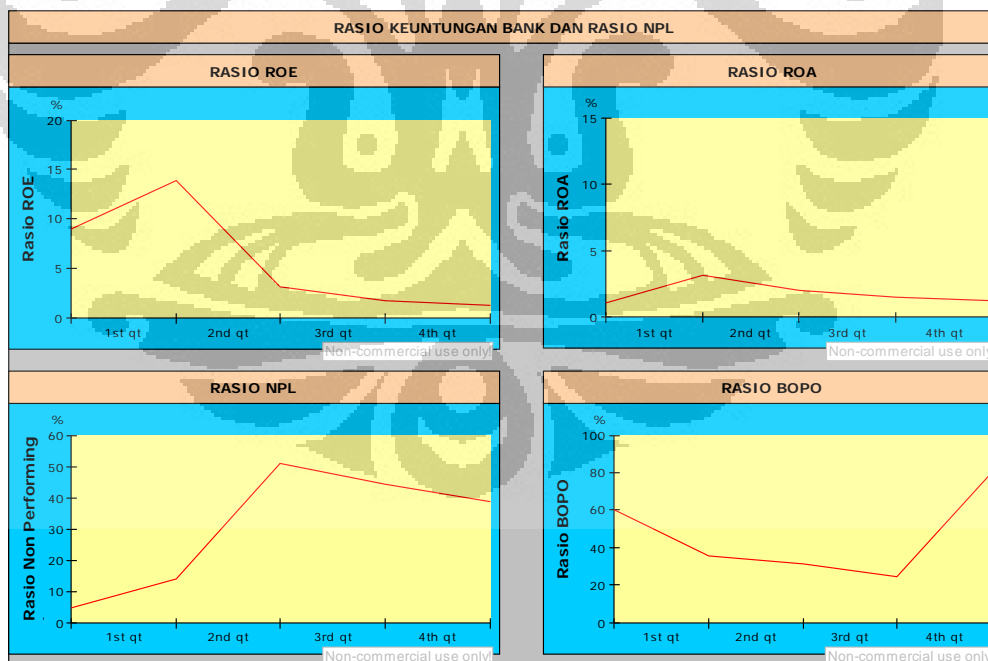 RASIO KEUNTUNGAN BANK DAN RASIO NPL
RASIO ROE
%
20
15
10
5
0
Rasio ROE
1st qt 2nd qt 3rd qt 4th qt
Non-commercial use only!
RASIO ROA
%
15
10
5
0
Rasio ROA
1st qt 2nd qt 3rd qt 4th qt
Non-commercial use only
RASIO NPL
%
60
50
40
30
20
10
0
Rasio Non Performing
1st qt 2nd qt 3rd qt 4th qt
Non-commercial use only!
RASIO BOPO
%
100
80
60
40
20
0
Rasio BOPO
1st qt 2nd qt 3rd qt 4th qt
Non-commercial use only